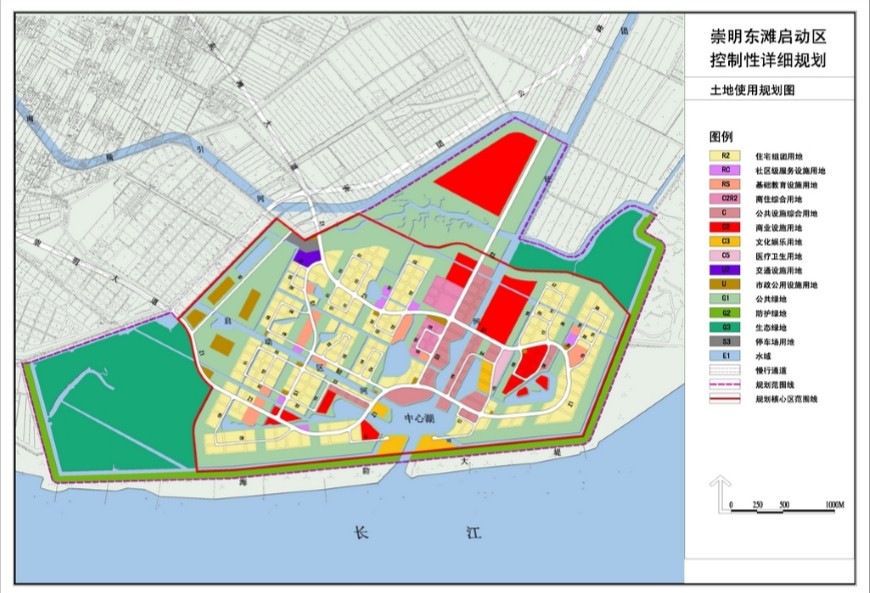 崇明东滩启动区
控制性详细规划
土地使用规划图
图例
R2 住宅组团用地
RC 社区级服务设施用地
RS 基础教育设施用地
C2R2 商住综合用地
C 公共设施综合用地
C2 商业设施用地
C3 文化娱乐用地
C5 医疗卫生用地
交通设施用地
U 市政公用设施用地
G1 公共绿地
G2 防护绿地
G3 生态绿地
S3 停车场用地
E1 水域
慢行通道
规划范围线
规划核心区范围线
0 250 500 1000M
中心湖
海 防 大 堤
长 江